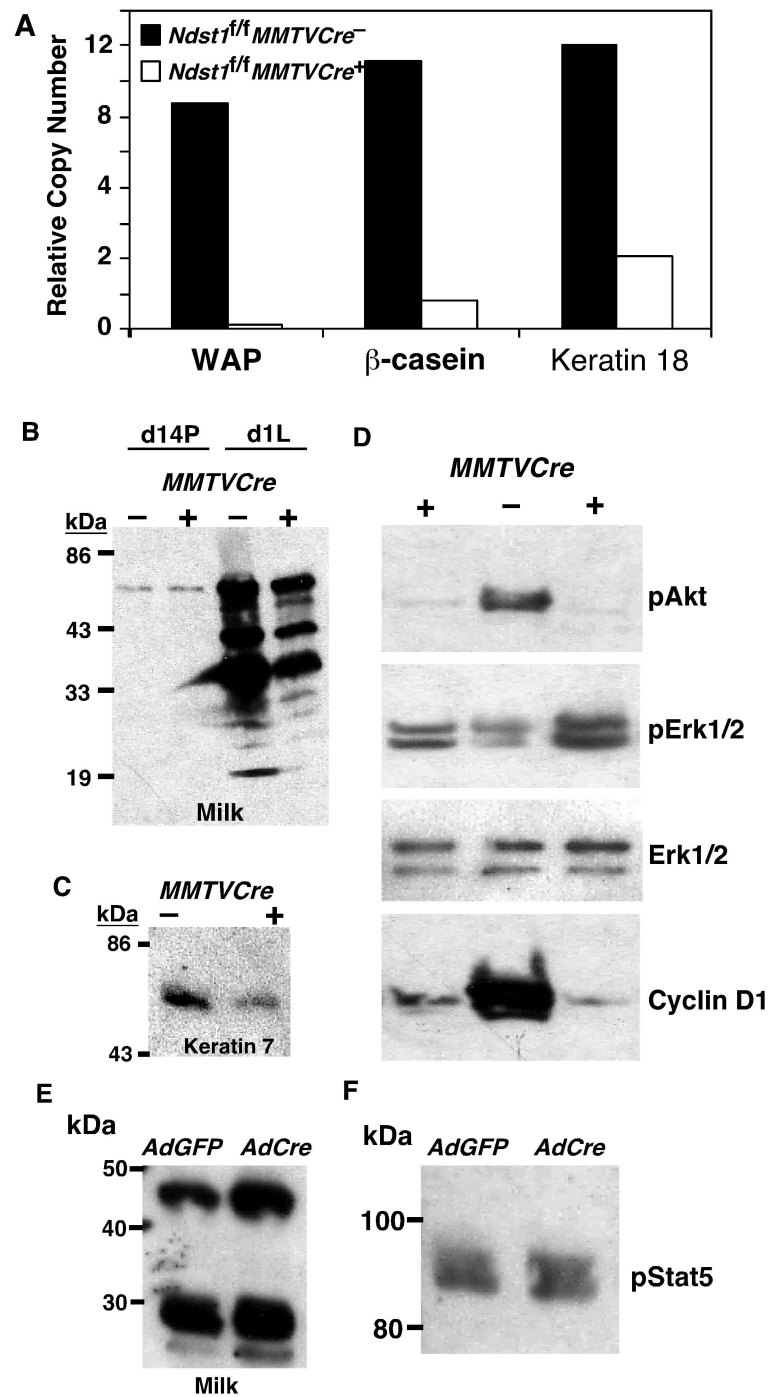 A
Ndst1f/f MMTVCre–
Ndst1f/f MMTVCre+
Relative Copy Number
12
8
4
2
0
WAP
β-casein
Keratin 18
B
d14P d1L
MMTVCre
kDa – + – +
86
43
33
19
Milk
C
MMTVCre
kDa – +
86
43
Keratin 7
D
MMTVCre
+ – +
pAkt
pErk1/2
Erk1/2
Cyclin D1
E
kDa
AdGFP AdCre
50
40
30
Milk
F
kDa
AdGFP AdCre
100
80
pStat5